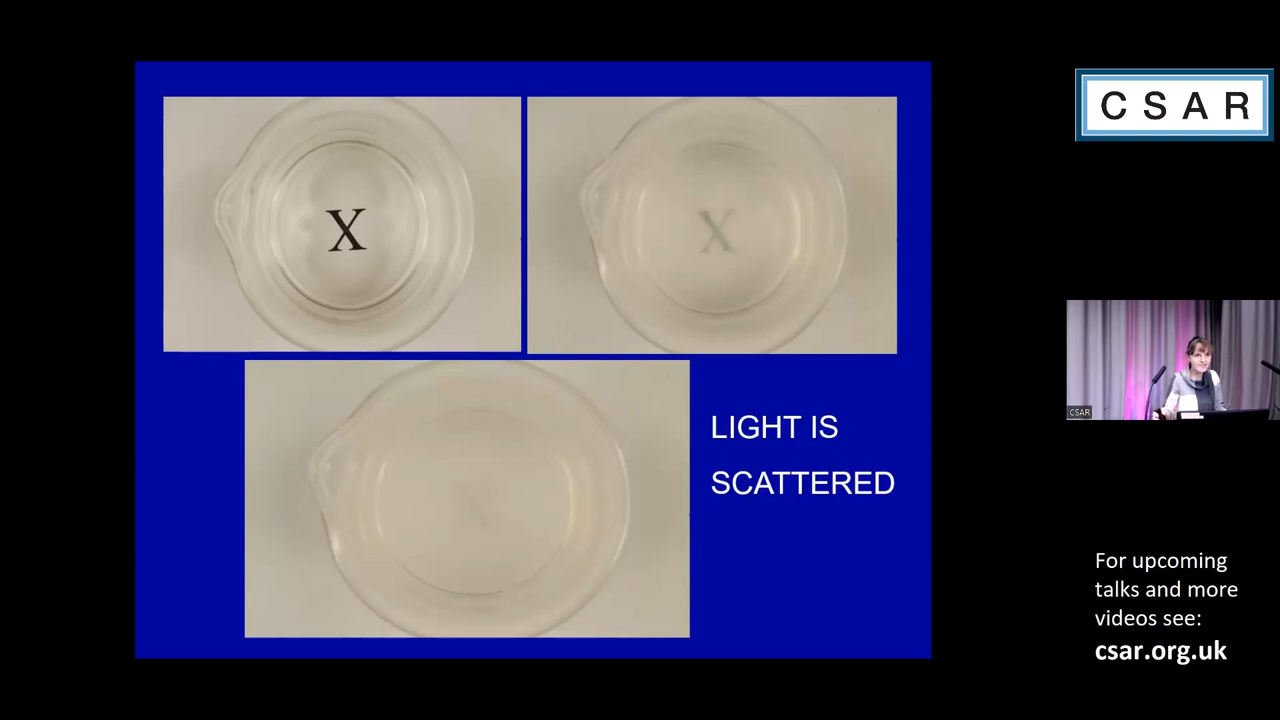 X
X
LIGHT IS
SCATTERED
CSAR
CSAR
For upcoming
talks and more
videos see:
csar.org.uk